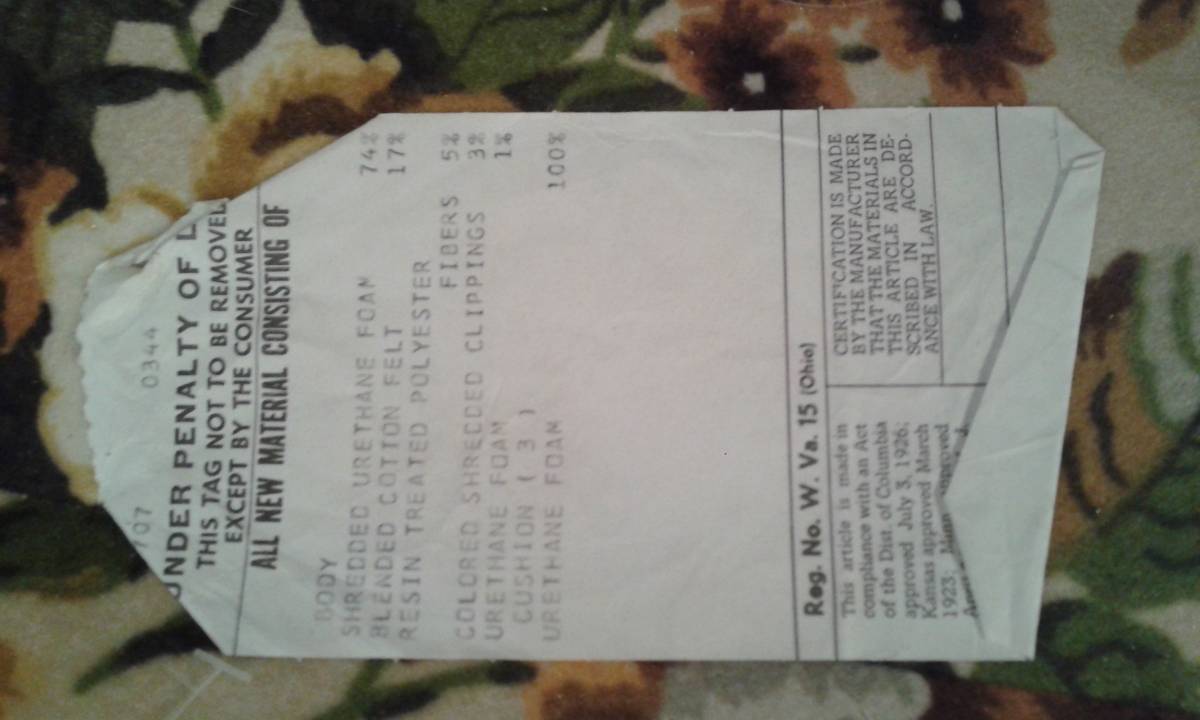 707 0344
UNDER PENALTY OF L
THIS TAG NOT TO BE REMOVED
EXCEPT BY THE CONSUMER
ALL NEW MATERIAL CONSISTING OF
BODY
SHREDDED URETHANE FOAM 74%
BLENDED COTTON FELT 17%
RESIN TREATED POLYESTER
FIBERS 5%
COLORED SHREDDED CLIPPINGS 3%
URETHANE FOAM 1%
CUSHION ( 3 )
URETHANE FOAM 100%
Reg. No. W. Va. 15 (Ohio)
This article is made in
compliance with an Act
of the Dist. of Columbia
approved July 3, 1926;
Kansas approved March
1923; Minn. approved
CERTIFICATION IS MADE
BY THE MANUFACTURER
THAT THE MATERIALS IN
THIS ARTICLE ARE DE-
SCRIBED IN ACCORD-
ANCE WITH LAW.